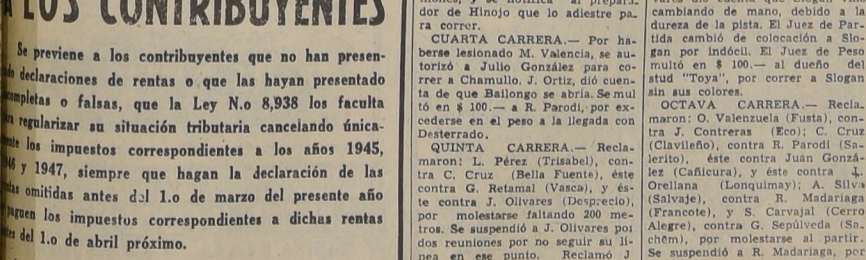 A LOS CONTRIBUYENTES
Se previene a los contribuyentes que no han presen-
declaraciones de rentas o que las hayan presentado
o falsas, que la Ley N.o 8,938 los faculta
regularizar su situación tributaria cancelando única-
los impuestos correspondientes a los años 1945,
y 1947, siempre que hagan la declaración de las
omitidas antes del 1.o de marzo del presente año
paguen los impuestos correspondientes a dichas rentas
del 1.o de abril próximo.
dor de Hinojo que lo adiestre pa
ra correr.
CUARTA CARRERA.— Por ha-
berse lesionado M. Valencia, se au-
torizó a Julio González para co-
rrer a Chamullo. J. Ortiz, dió cuen
ta de que Bailongo se abría. Se mul
tó en $ 100.— a R. Parodi, por ex-
cederse en el peso a la llegada con
Desterrado.
QUINTA CARRERA.— Recla-
maron: L. Pérez (Trisabel), con-
tra C. Cruz (Bella Fuente), éste
contra G. Retamal (Vasca), y és-
te contra J. Olivares (Desprecio),
por molestarse faltando 200 me-
tros. Se suspendió a J. Olivares por
dos reuniones por no seguir su lí-
nea en ese punto. Reclamó J
cambiando de mano, debido a la
dureza de la pista. El Juez de Par-
tida cambió de colocación a Slo-
gan por indócil. El Juez de Peso
multó en $ 100.— al dueño del
stud "Toya", por correr a Slogan
sin sus colores.
OCTAVA CARRERA.— Recla-
maron: O. Valenzuela (Fusta), con-
tra J. Contreras (Eco); C. Cruz
(Clavileño), contra R. Parodi (Sa-
lerito), éste contra Juan Gonzá-
lez (Cañicura), y éste contra J.
Orellana (Lonquimay); A. Silva
(Salvaje), contra R. Madariaga
(Francote), y S. Carvajal (Cerro
Alegre), contra G. Sepúlveda (Sa-
chem), por molestarse al partir.
Se suspendió a R. Madariaga, por